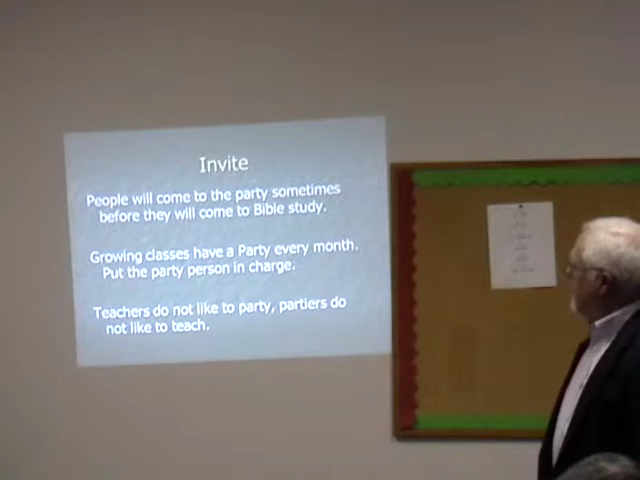 Invite
People will come to the party sometimes
before they will come to Bible study.
Growing classes have a Party every month.
Put the party person in charge.
Teachers do not like to party, partiers do
not like to teach.